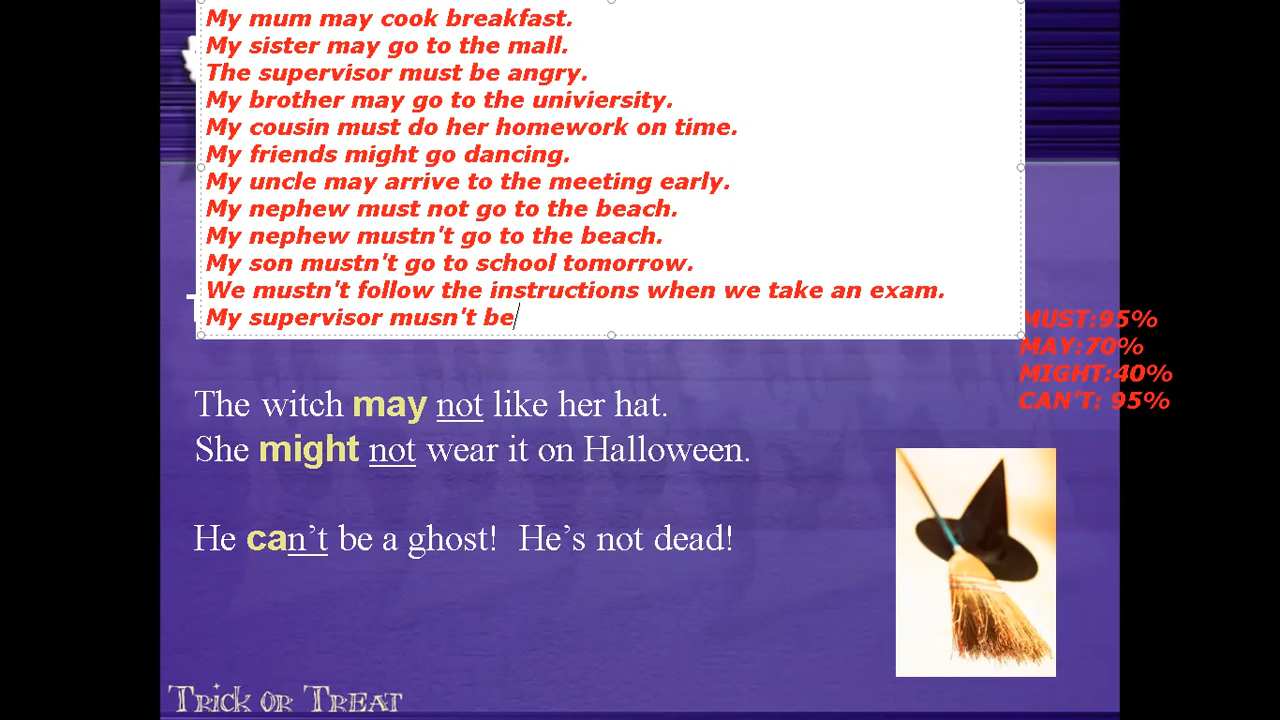 My mum may cook breakfast.
My sister may go to the mall.
The supervisor must be angry.
My brother may go to the univiersity.
My cousin must do her homework on time.
My friends might go dancing.
My uncle may arrive to the meeting early.
My nephew must not go to the beach.
My nephew mustn't go to the beach.
My son mustn't go to school tomorrow.
We mustn't follow the instructions when we take an exam.
My supervisor musn't be
MUST:95%
MAY:70%
MIGHT:40%
CAN'T: 95%
The witch may not like her hat.
She might not wear it on Halloween.
He can't be a ghost! He's not dead!
Trick or Treat